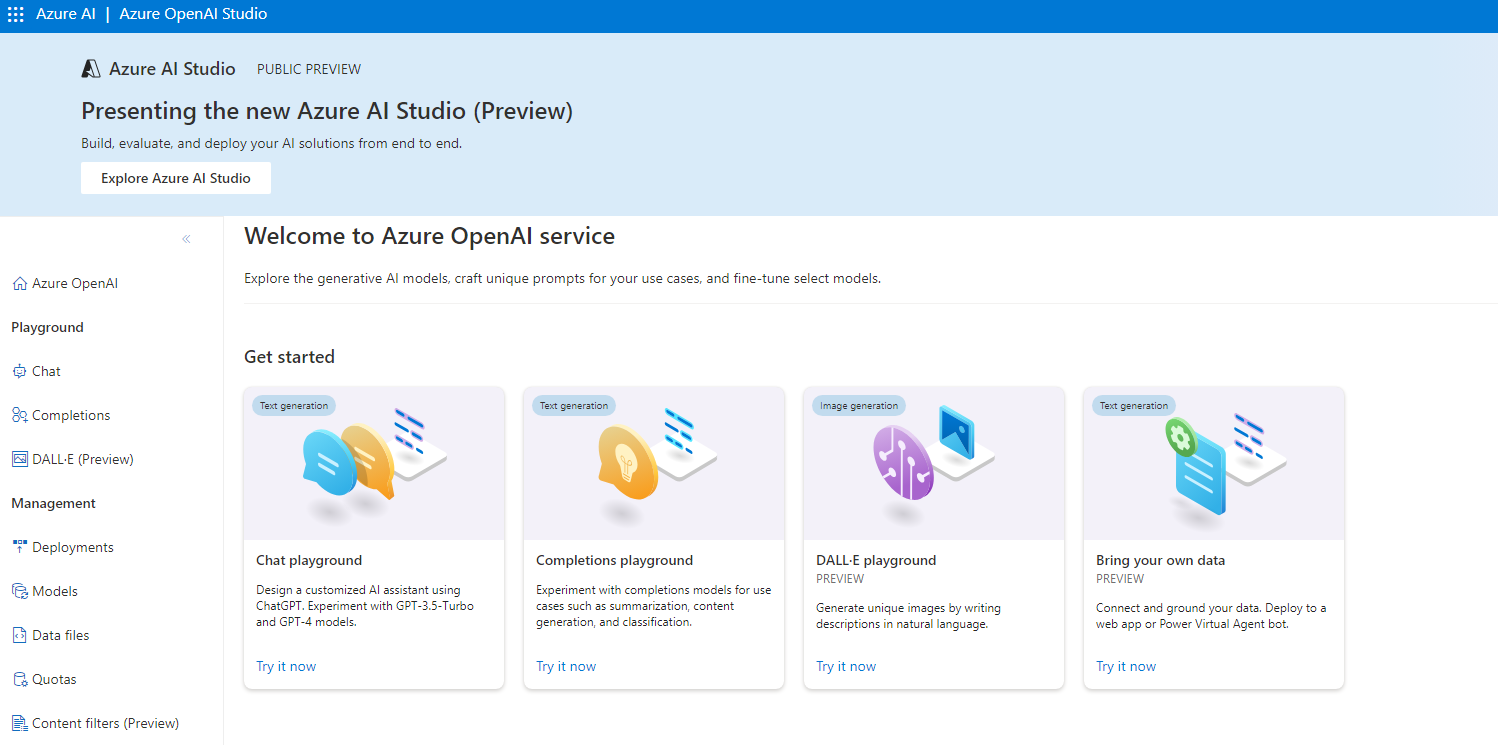 Azure AI | Azure OpenAI Studio
Azure AI Studio PUBLIC PREVIEW
Presenting the new Azure AI Studio (Preview)
Build, evaluate, and deploy your AI solutions from end to end.
Explore Azure AI Studio
«
Azure OpenAI
Playground
Chat
Completions
DALL·E (Preview)
Management
Deployments
Models
Data files
Quotas
Content filters (Preview)
Welcome to Azure OpenAI service
Explore the generative AI models, craft unique prompts for your use cases, and fine-tune select models.
Get started
Text generation
Chat playground
Design a customized AI assistant using
ChatGPT. Experiment with GPT-3.5-Turbo
and GPT-4 models.
Try it now
Text generation
Completions playground
Experiment with completions models for use
cases such as summarization, content
generation, and classification.
Try it now
Image generation
DALL·E playground
PREVIEW
Generate unique images by writing
descriptions in natural language.
Try it now
Text generation
Bring your own data
PREVIEW
Connect and ground your data. Deploy to a
web app or Power Virtual Agent bot.
Try it now